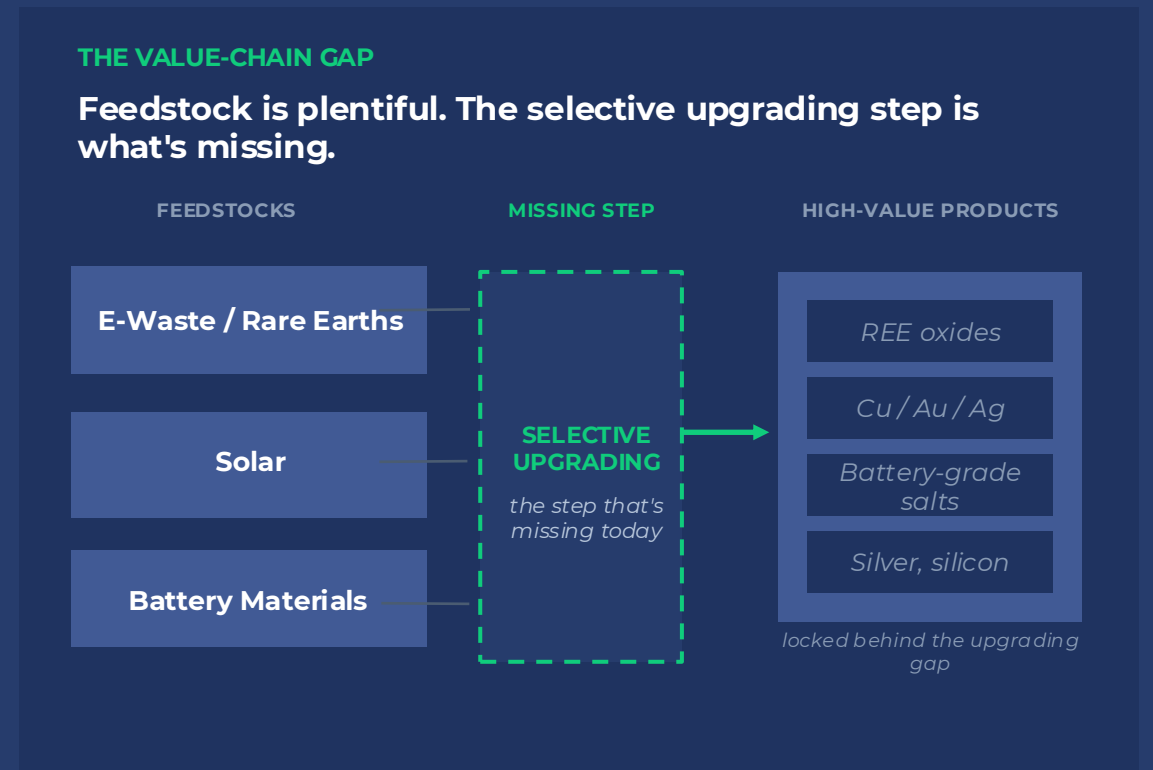 THE VALUE-CHAIN GAP
Feedstock is plentiful. The selective upgrading step is
what's missing.
FEEDSTOCKS
MISSING STEP
HIGH-VALUE PRODUCTS
E-Waste / Rare Earths
Solar
Battery Materials
SELECTIVE
UPGRADING
the step that's
missing today
REE oxides
Cu / Au / Ag
Battery-grade
salts
Silver, silicon
locked behind the upgrading
gap